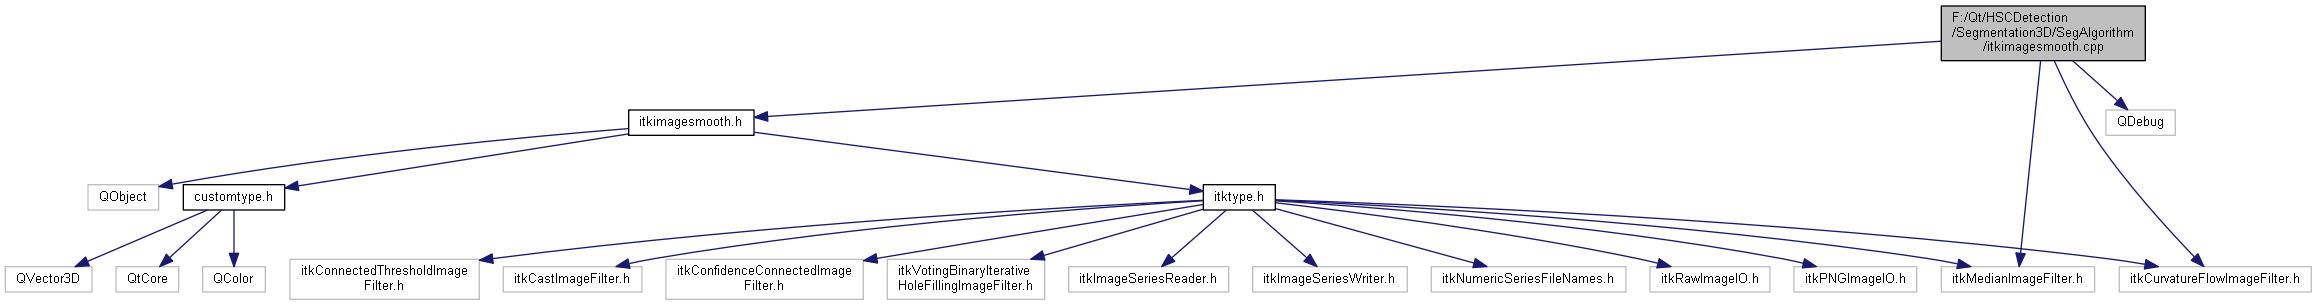 F:/Qt/HSCDetection
/Segmentation3D/SegAlgorithm
/itkimagesmooth.cpp
itkimagesmooth.h
QDebug
QObject
customtype.h
itktype.h
QVector3D
QtCore
QColor
itkConnectedThresholdImage
Filter.h
itkCastImageFilter.h
itkConfidenceConnectedImage
Filter.h
itkVotingBinaryIterative
HoleFillingImageFilter.h
itkImageSeriesReader.h
itkImageSeriesWriter.h
itkNumericSeriesFileNames.h
itkRawImageIO.h
itkPNGImageIO.h
itkMedianImageFilter.h
itkCurvatureFlowImageFilter.h